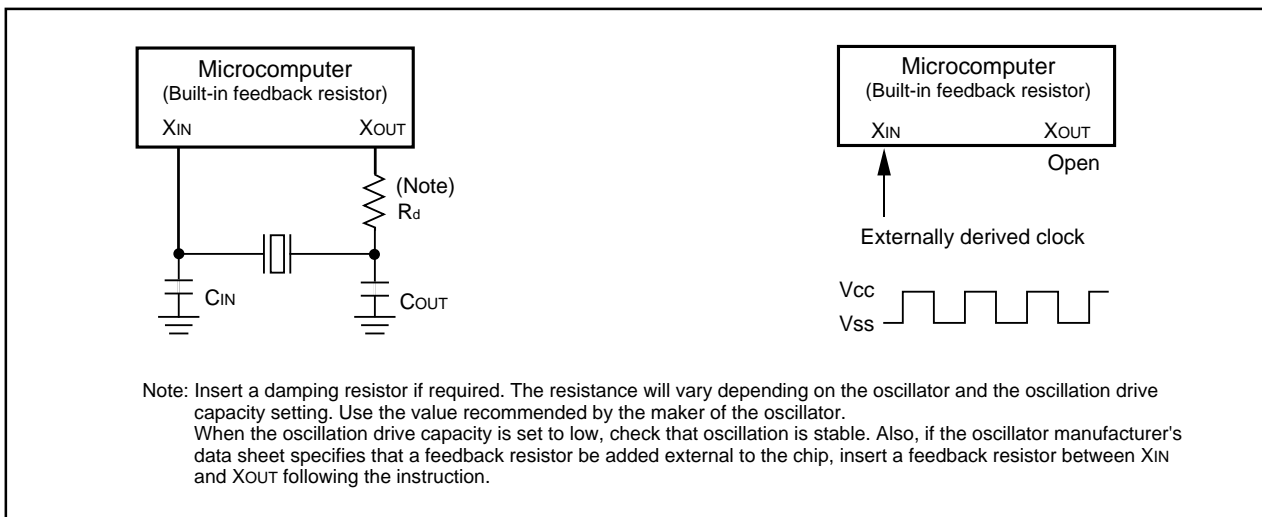 Microcomputer
(Built-in feedback resistor)
XIN XOUT
(Note)
Rd
CIN
COUT
Microcomputer
(Built-in feedback resistor)
XIN XOUT
Open
Externally derived clock
Vcc
Vss
Note: Insert a damping resistor if required. The resistance will vary depending on the oscillator and the oscillation drive
capacity setting. Use the value recommended by the maker of the oscillator.
When the oscillation drive capacity is set to low, check that oscillation is stable. Also, if the oscillator manufacturer's
data sheet specifies that a feedback resistor be added external to the chip, insert a feedback resistor between XIN
and XOUT following the instruction.